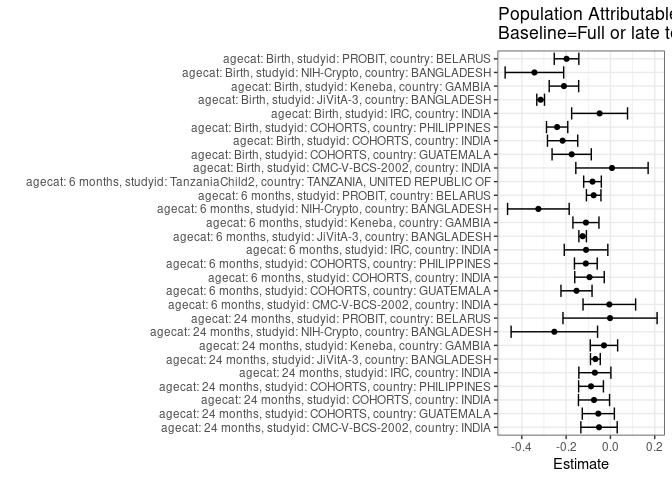 Population Attributable
Baseline=Full or late
agecat: Birth, studyid: PROBIT, country: BELARUS
agecat: Birth, studyid: NIH-Crypto, country: BANGLADESH
agecat: Birth, studyid: Keneba, country: GAMBIA
agecat: Birth, studyid: JiVitA-3, country: BANGLADESH
agecat: Birth, studyid: IRC, country: INDIA
agecat: Birth, studyid: COHORTS, country: PHILIPPINES
agecat: Birth, studyid: COHORTS, country: INDIA
agecat: Birth, studyid: COHORTS, country: GUATEMALA
agecat: Birth, studyid: CMC-V-BCS-2002, country: INDIA
agecat: 6 months, studyid: TanzaniaChild2, country: TANZANIA, UNITED REPUBLIC OF
agecat: 6 months, studyid: PROBIT, country: BELARUS
agecat: 6 months, studyid: NIH-Crypto, country: BANGLADESH
agecat: 6 months, studyid: Keneba, country: GAMBIA
agecat: 6 months, studyid: JiVitA-3, country: BANGLADESH
agecat: 6 months, studyid: IRC, country: INDIA
agecat: 6 months, studyid: COHORTS, country: PHILIPPINES
agecat: 6 months, studyid: COHORTS, country: INDIA
agecat: 6 months, studyid: COHORTS, country: GUATEMALA
agecat: 6 months, studyid: CMC-V-BCS-2002, country: INDIA
agecat: 24 months, studyid: PROBIT, country: BELARUS
agecat: 24 months, studyid: NIH-Crypto, country: BANGLADESH
agecat: 24 months, studyid: Keneba, country: GAMBIA
agecat: 24 months, studyid: JiVitA-3, country: BANGLADESH
agecat: 24 months, studyid: IRC, country: INDIA
agecat: 24 months, studyid: COHORTS, country: PHILIPPINES
agecat: 24 months, studyid: COHORTS, country: INDIA
agecat: 24 months, studyid: COHORTS, country: GUATEMALA
agecat: 24 months, studyid: CMC-V-BCS-2002, country: INDIA
-0.4 -0.2 0.0 0.2
Estimate